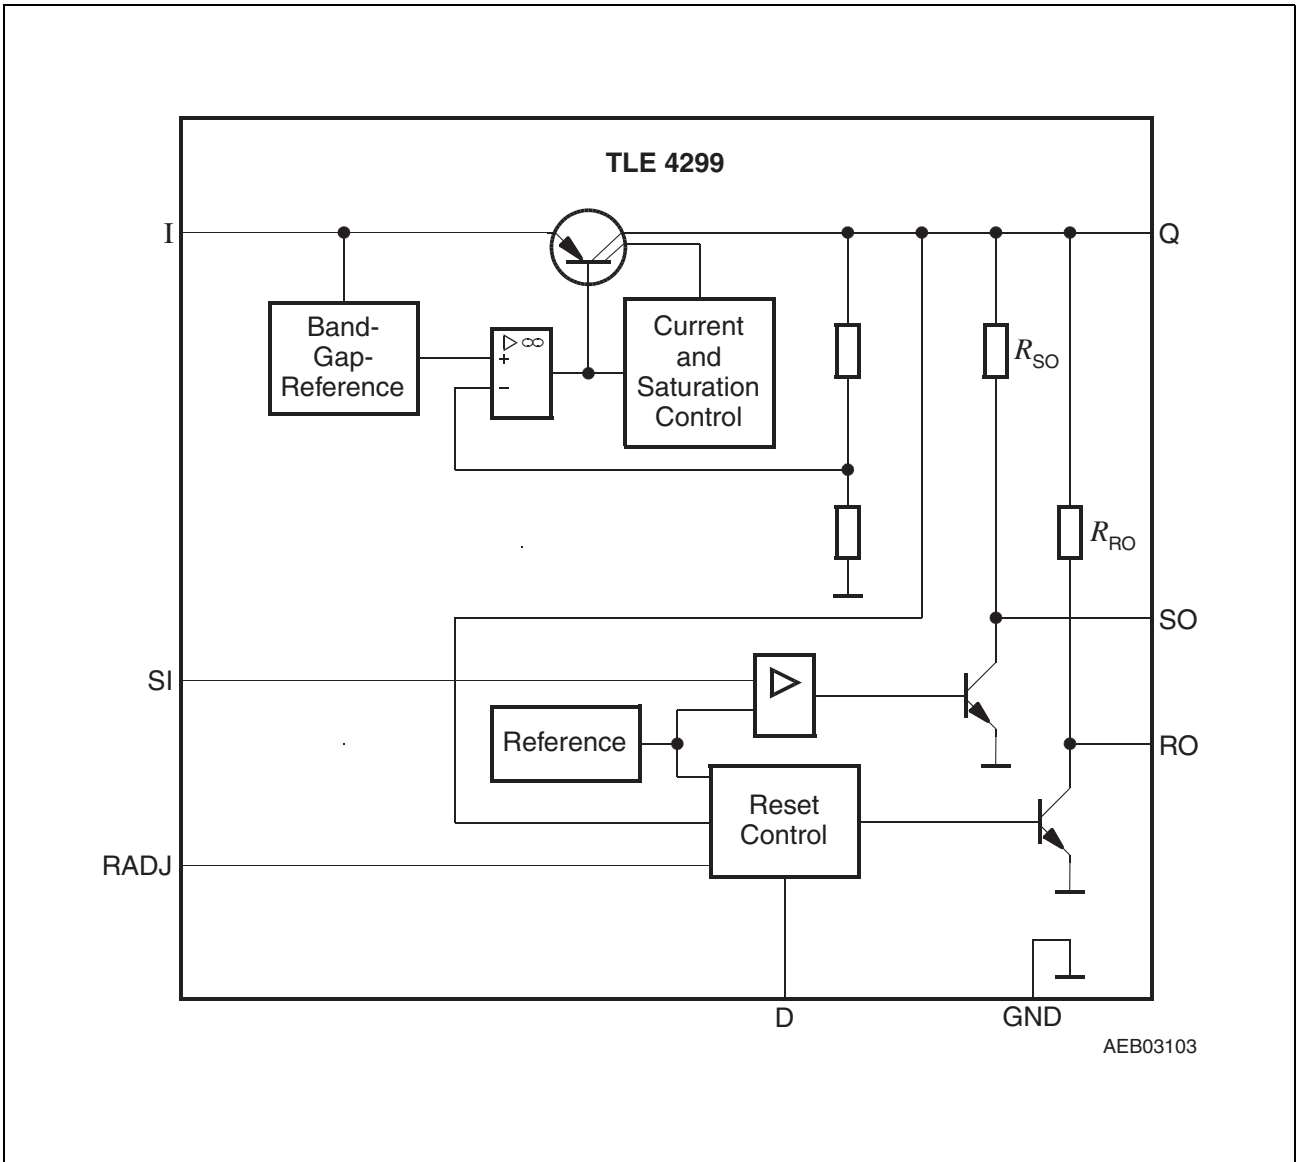 TLE 4299
I
Q
Band-
Gap-
Reference
▷ ∞
+
−
Current
and
Saturation
Control
RSO
RRO
SO
SI
Reference
RO
Reset
Control
RADJ
D
GND
AEB03103